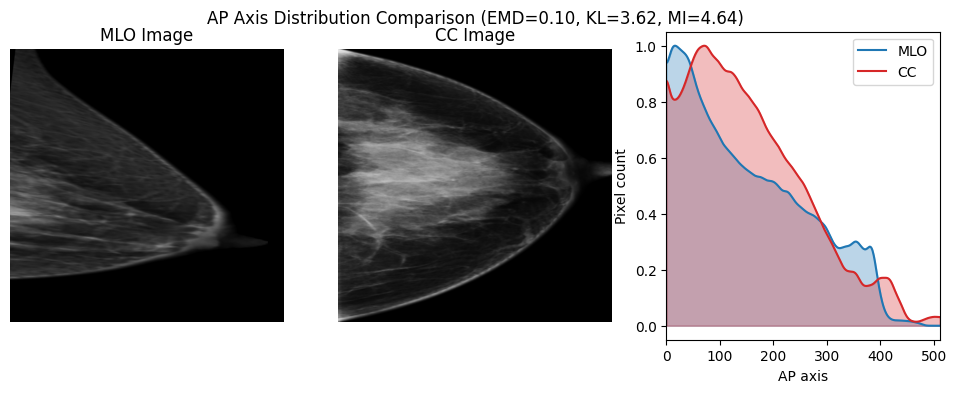 AP Axis Distribution Comparison (EMD=0.10, KL=3.62, MI=4.64)
MLO Image
CC Image
MLO
CC
1.0
0.8
0.6
0.4
0.2
0.0
Pixel count
0
100
200
300
400
500
AP axis